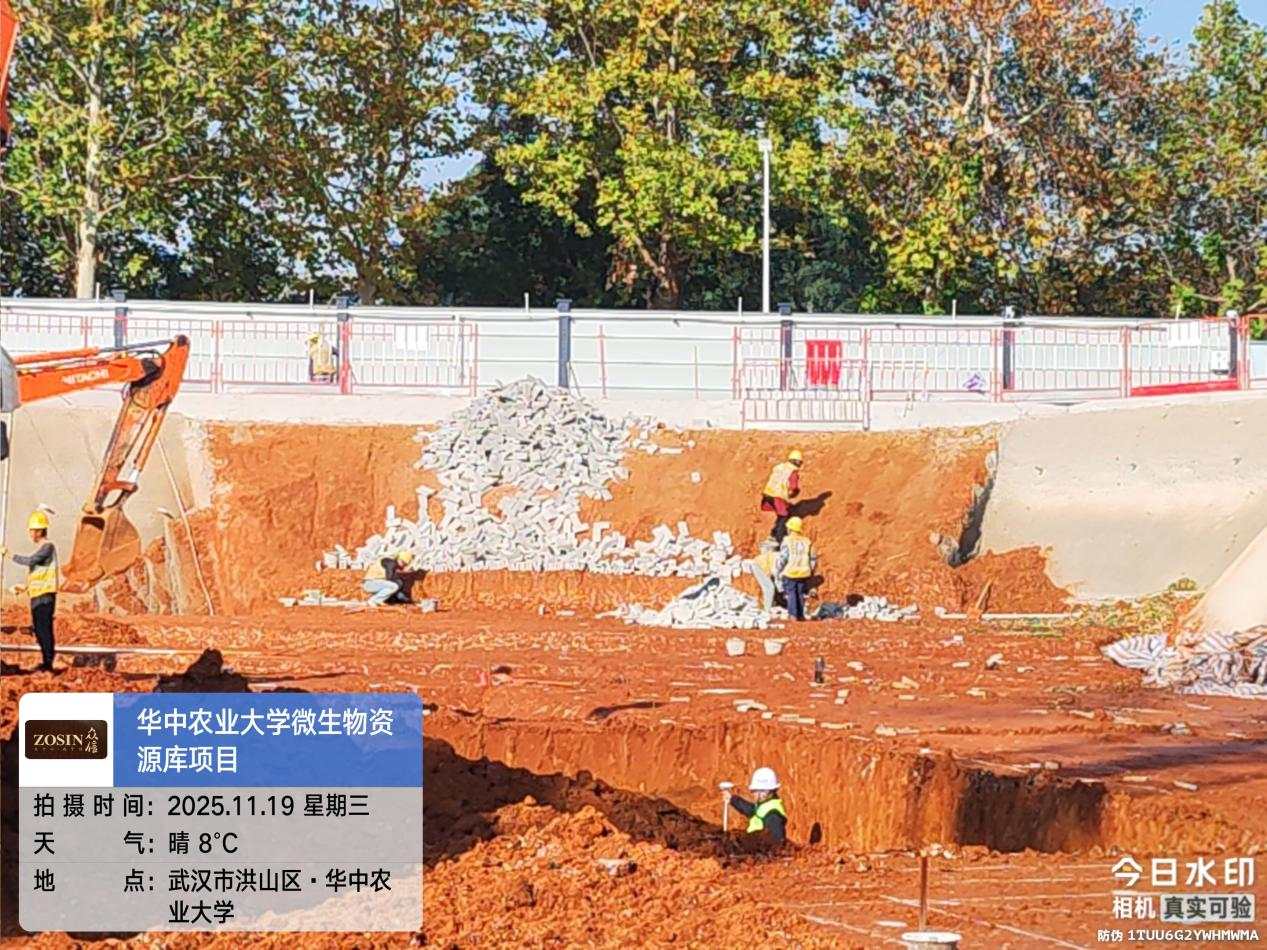 HITACHI
ZOSIN 众信
华中农业大学微生物资
源库项目
拍摄时间：2025.11.19 星期三
天气：晴 8°C
地点：武汉市洪山区·华中农
业大学
今日水印
相机 真实可验
防伪 1TUU6G2YWHMWMA